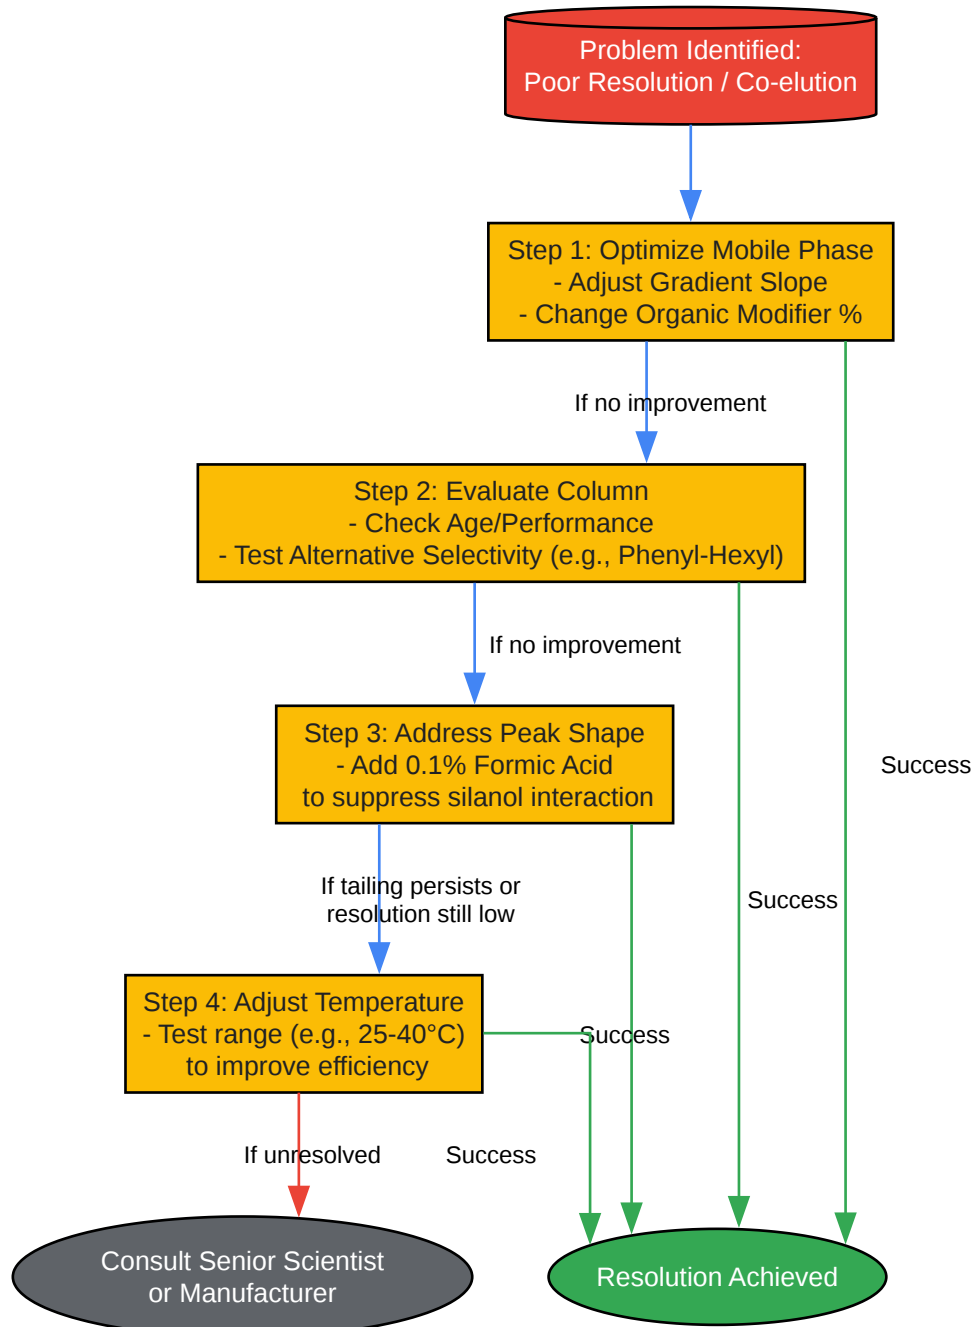 Problem Identified:
Poor Resolution / Co-elution
Step 1: Optimize Mobile Phase
- Adjust Gradient Slope
- Change Organic Modifier %
If no improvement
Step 2: Evaluate Column
- Check Age/Performance
- Test Alternative Selectivity (e.g., Phenyl-Hexyl)
If no improvement
Step 3: Address Peak Shape
- Add 0.1% Formic Acid
to suppress silanol interaction
Success
If tailing persists or
resolution still low
Success
Step 4: Adjust Temperature
- Test range (e.g., 25-40°C)
to improve efficiency
Success
If unresolved
Success
Consult Senior Scientist
or Manufacturer
Resolution Achieved